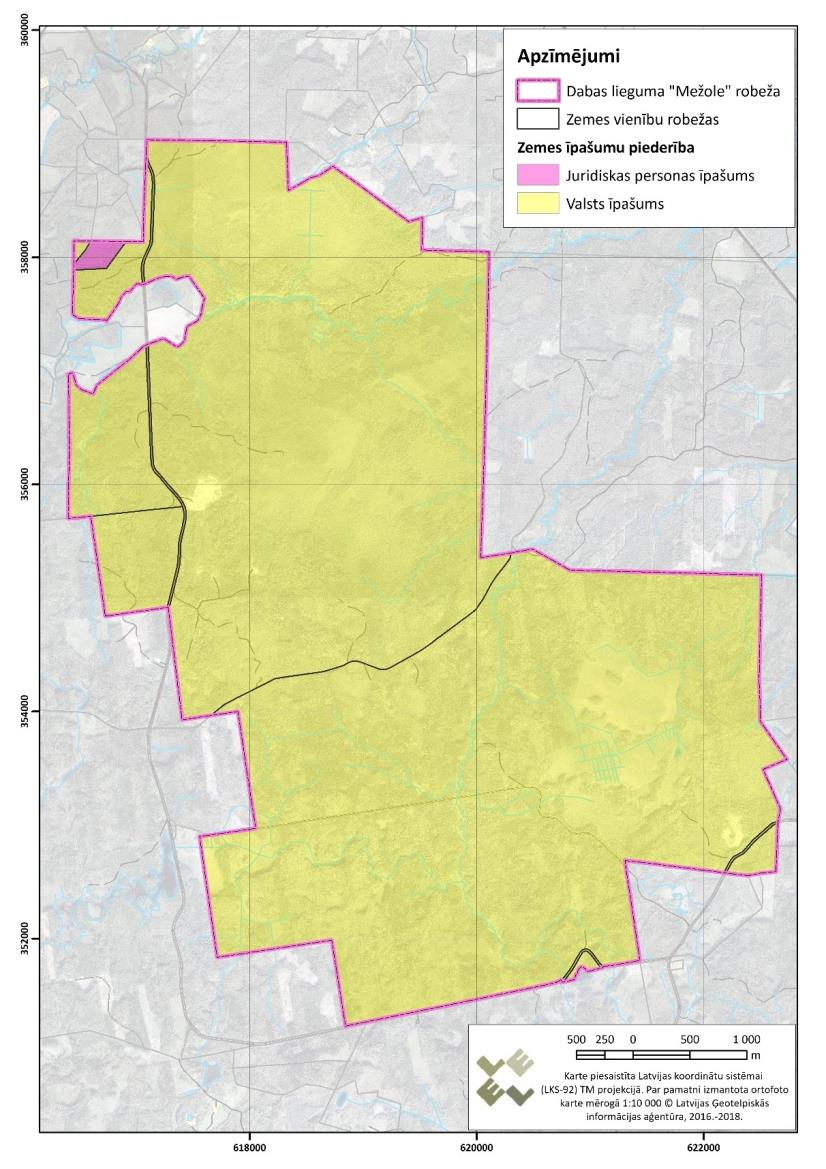 360000
358000
356000
354000
352000
618000
620000
622000
Apzīmējumi
Dabas lieguma "Mežole" robeža
Zemes vienību robežas
Zemes īpašumu piederība
Juridiskas personas īpašums
Valsts īpašums
500 250 0 500 1 000
m
Karte piesaistīta Latvijas koordinātu sistēmai
(LKS-92) TM projekcijā. Par pamatni izmantota ortofoto
karte mērogā 1:10 000 © Latvijas Ģeotelpiskās
informācijas aģentūra, 2016.-2018.